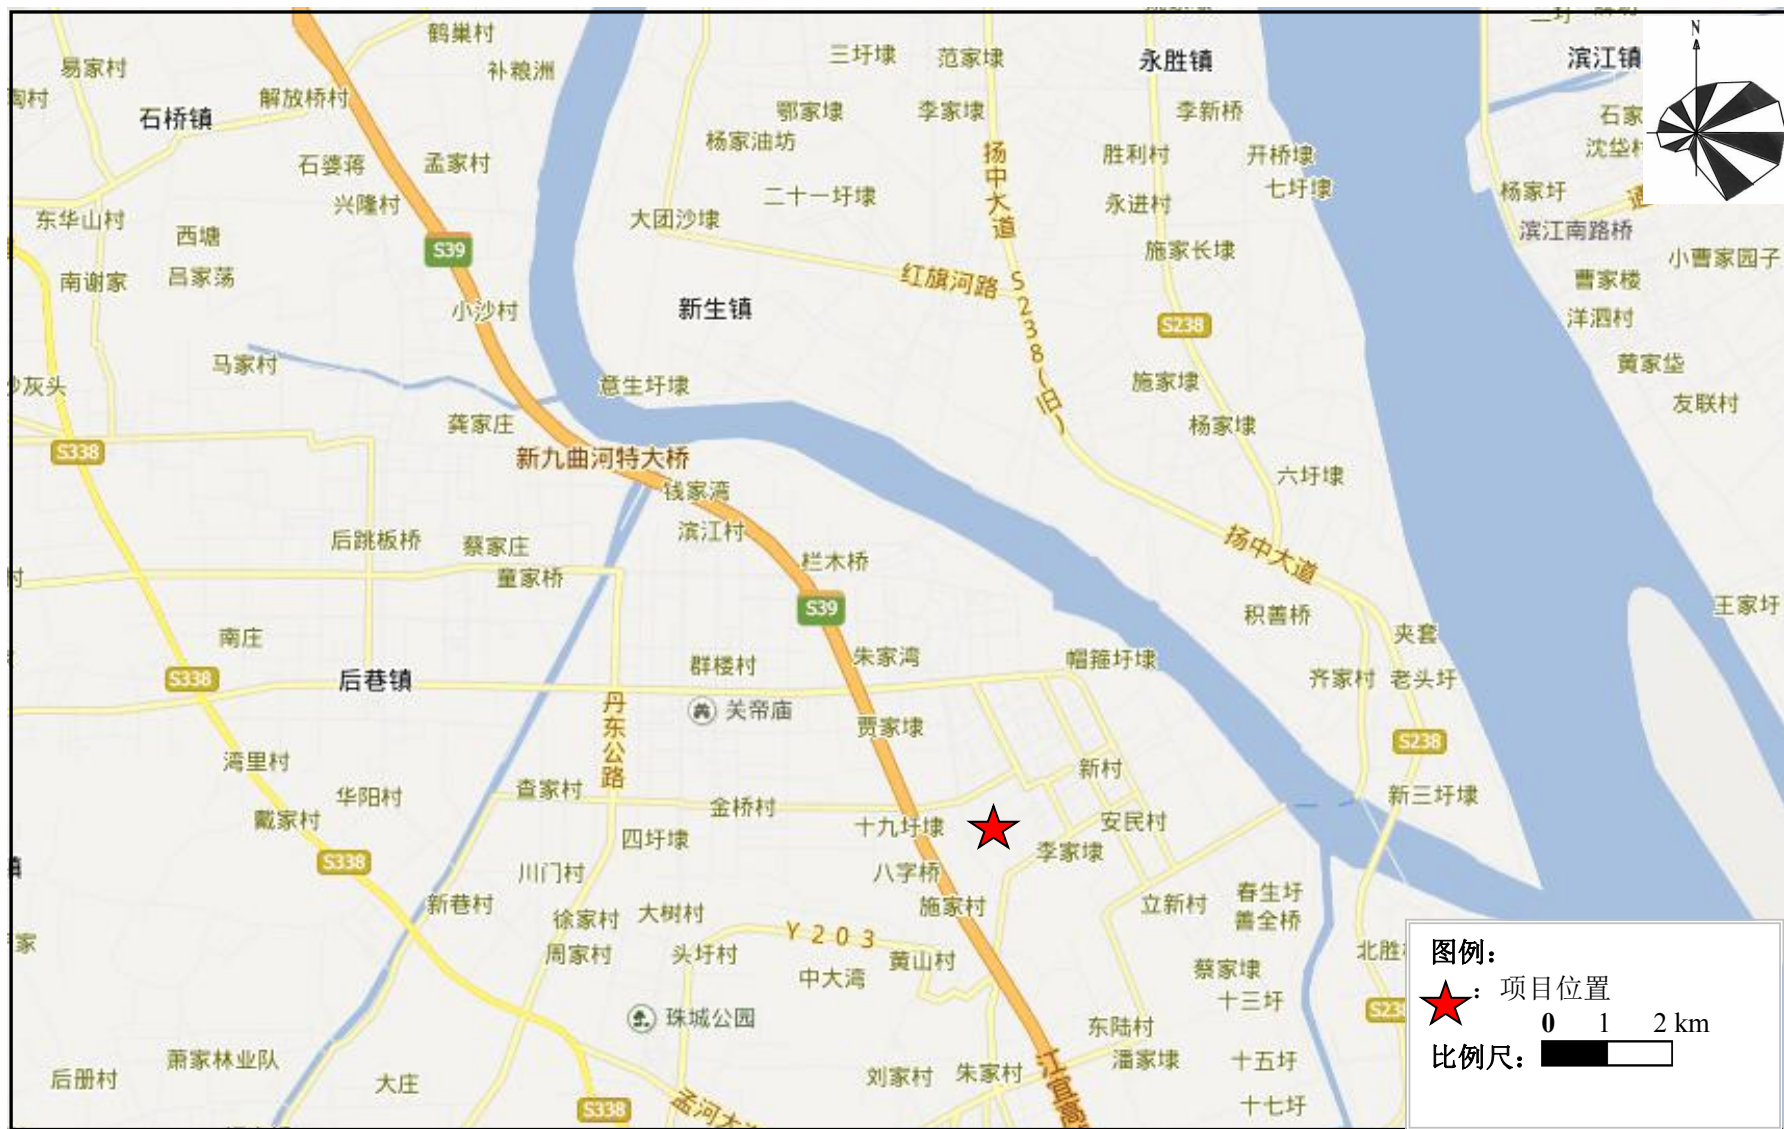 鹤巢村
三圩埭
范家埭
永胜镇
滨江镇
N
易家村
补粮洲
解放桥村
石桥镇
鄂家埭
李家埭
李新桥
石家
杨家油坊
石婆蒋
孟家村
扬中大道
胜利村
开桥埭
沈垈村
二十一圩埭
七圩埭
杨家圩
兴隆村
大团沙埭
永进村
东华山村
西塘
滨江南路桥
S39
施家长埭
小曹家园子
南谢家
吕家荡
红旗河路
S238(旧)
曹家楼
小沙村
新生镇
S238
洋泗村
马家村
黄家垈
沙灰头
意生圩埭
施家埭
友联村
龚家庄
杨家埭
S338
新九曲河特大桥
六圩埭
钱家湾
滨江村
后跳板桥
蔡家庄
栏木桥
扬中大道
童家桥
村
S39
积善桥
王家圩
南庄
夹套
群楼村
朱家湾
帽箍圩埭
S338
后巷镇
齐家村
老头圩
丹东公路
关帝庙
贾家埭
S238
湾里村
新村
查家村
华阳村
金桥村
新三圩埭
戴家村
十九圩埭
安民村
四圩埭
李家埭
S338
川门村
八字桥
春生圩
新巷村
大树村
施家村
立新村
徐家村
善全桥
Y203
周家村
头圩村
黄山村
北胜
图例：
中大湾
蔡家埭
：项目位置
十三圩
珠城公园
东陆村
0 1 2 km
萧家林业队
潘家埭
十五圩
比例尺：
后册村
大庄
刘家村
朱家村
江宜高
S338
孟河大道
十七圩